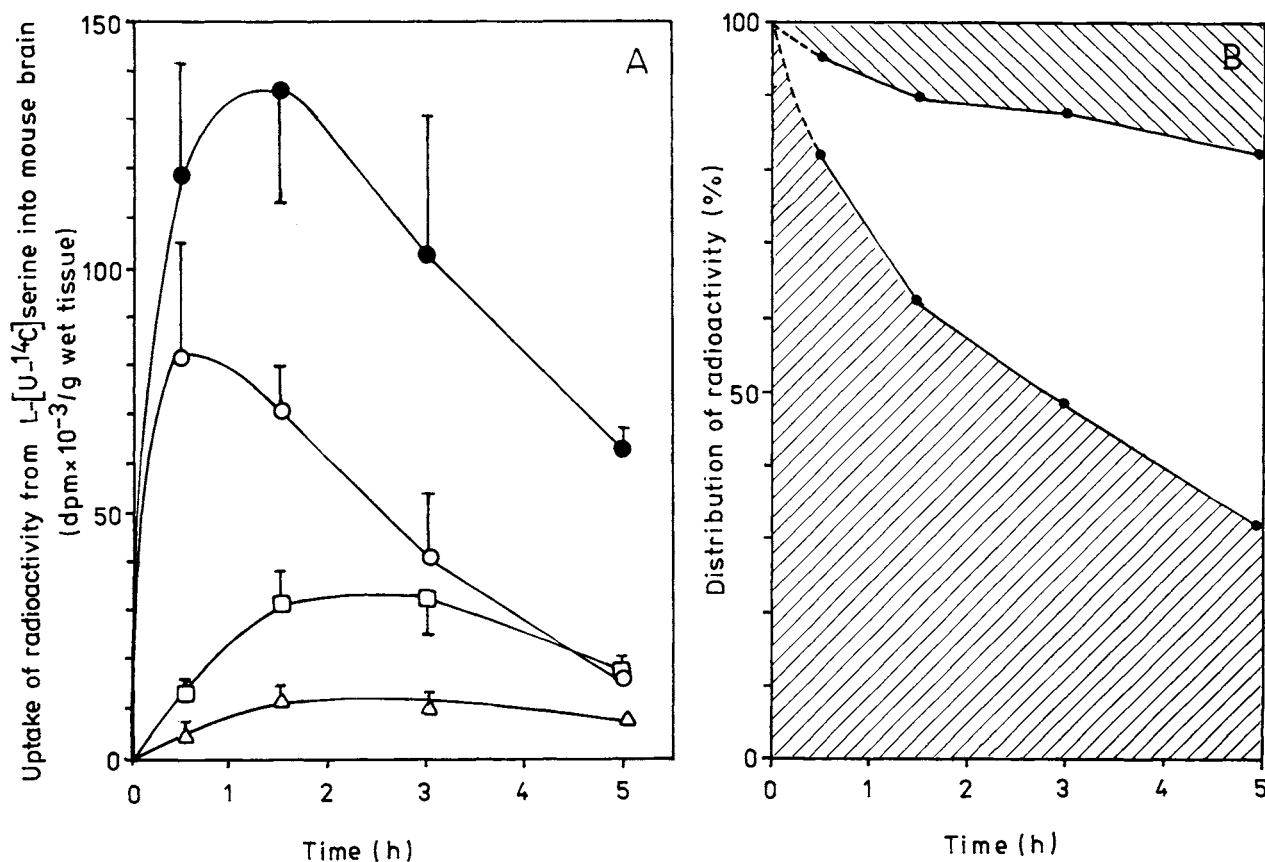 Uptake of radioactivity from L-[U-¹⁴C]serine into mouse brain
(dpm×10⁻³/g wet tissue)
150
100
50
0
A
0 1 2 3 4 5
Time (h)
Distribution of radioactivity (%)
100
50
0
B
0 1 2 3 4 5
Time (h)